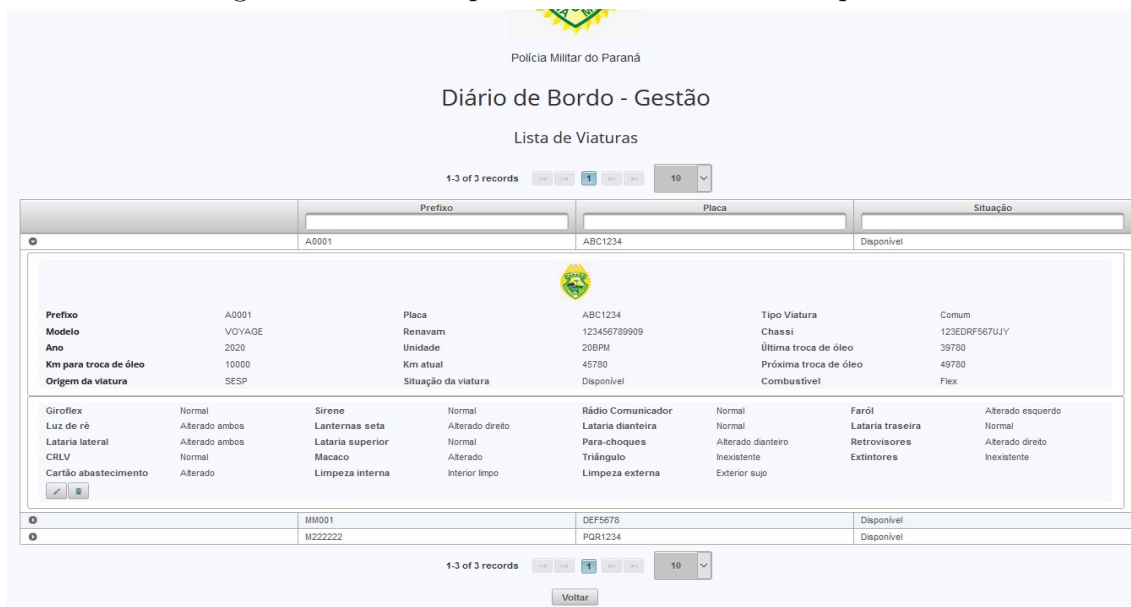 Polícia Militar do Paraná
Diário de Bordo - Gestão
Lista de Viaturas
1-3 of 3 records 1 10
Prefixo Placa Situação
A0001 ABC1234 Disponível
Prefixo A0001 Placa ABC1234 Tipo Viatura Comum
Modelo VOYAGE Renavam 123456789909 Chassi 123EDRF567UJY
Ano 2020 Unidade 20BPM Última troca de óleo 39780
Km para troca de óleo 10000 Km atual 45780 Próxima troca de óleo 49780
Origem da viatura SESP Situação da viatura Disponível Combustível Flex
Giroflex Normal Sirene Normal Rádio Comunicador Normal Faról Alterado esquerdo
Luz de ré Alterado ambos Lanternas seta Alterado direito Lataria dianteira Normal Lataria traseira Normal
Lataria lateral Alterado ambos Lataria superior Normal Para-choques Alterado dianteiro Retrovisores Alterado direito
CRLV Normal Macaco Alterado Triângulo Inexistente Extintores Inexistente
Cartão abastecimento Alterado Limpeza interna Interior limpo Limpeza externa Exterior sujo
MM001 DEF5678 Disponível
M222222 PQR1234 Disponível
1-3 of 3 records 1 10
Voltar